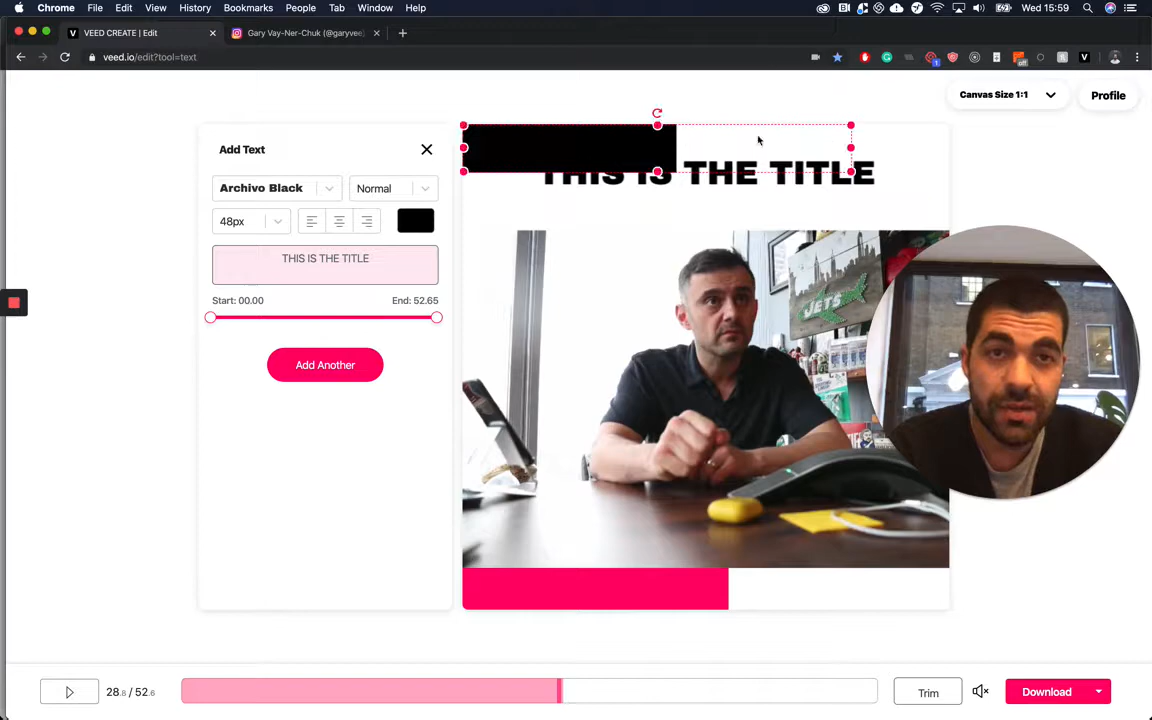 Chrome File Edit View History Bookmarks People Tab Window Help Wed 15:59
VEED CREATE | Edit
Gary Vay-Ner-Chuk (@garyvee
veed.io/edit?tool=text
Canvas Size 1:1
Profile
Add Text
Archivo Black Normal
48px
THIS IS THE TITLE
Start: 00.00 End: 52.65
Add Another
THIS IS THE TITLE
JETS
28.8 / 52.6
Trim
Download